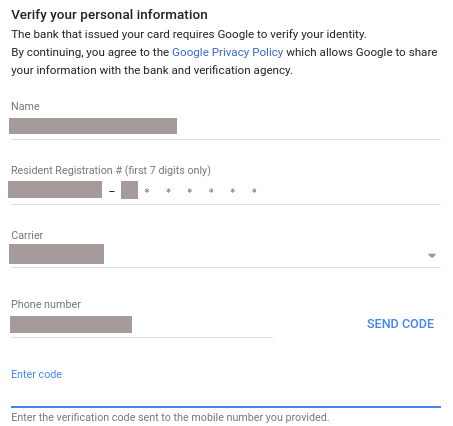 Verify your personal information
The bank that issued your card requires Google to verify your identity.
By continuing, you agree to the Google Privacy Policy which allows Google to share
your information with the bank and verification agency.
Name
Resident Registration # (first 7 digits only)
– * * * * * *
Carrier
Phone number
SEND CODE
Enter code
Enter the verification code sent to the mobile number you provided.